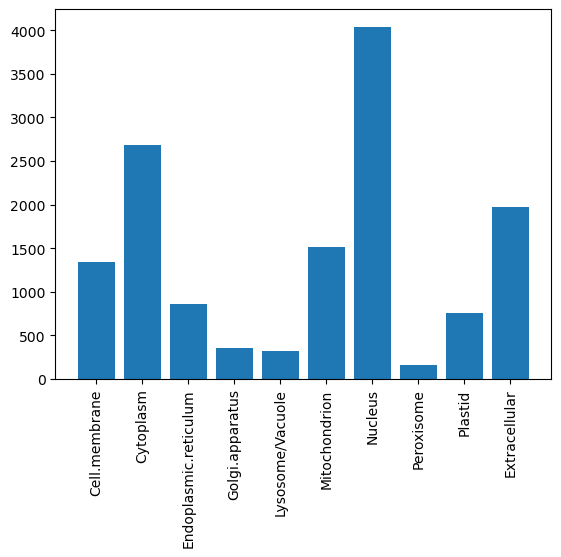 4000
3500
3000
2500
2000
1500
1000
500
0
Cell.membrane
Cytoplasm
Endoplasmic.reticulum
Golgi.apparatus
Lysosome/Vacuole
Mitochondrion
Nucleus
Peroxisome
Plastid
Extracellular